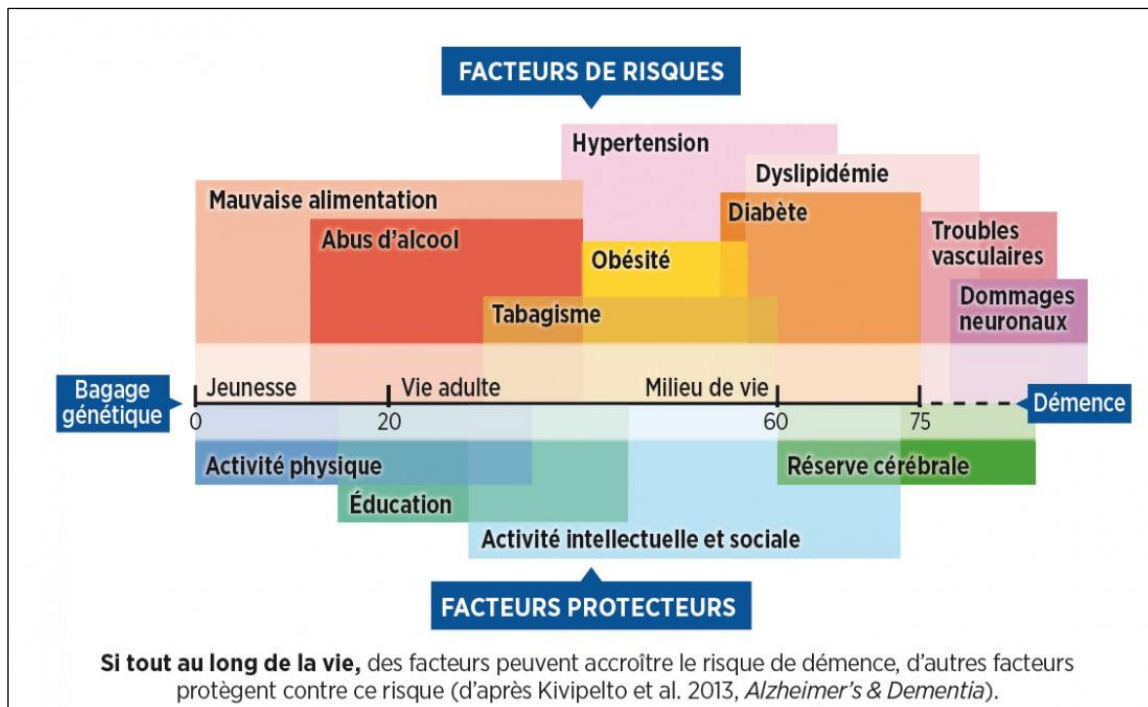 FACTEURS DE RISQUES
Hypertension
Dyslipidémie
Mauvaise alimentation
Diabète
Abus d'alcool
Troubles
vasculaires
Obésité
Tabagisme
Dommages
neuronaux
Bagage
génétique
Jeunesse
Vie adulte
Milieu de vie
Démence
0
20
60
75
Activité physique
Réserve cérébrale
Éducation
Activité intellectuelle et sociale
FACTEURS PROTECTEURS
Si tout au long de la vie, des facteurs peuvent accroître le risque de démence, d'autres facteurs
protègent contre ce risque (d'après Kivipelto et al. 2013, Alzheimer's & Dementia).